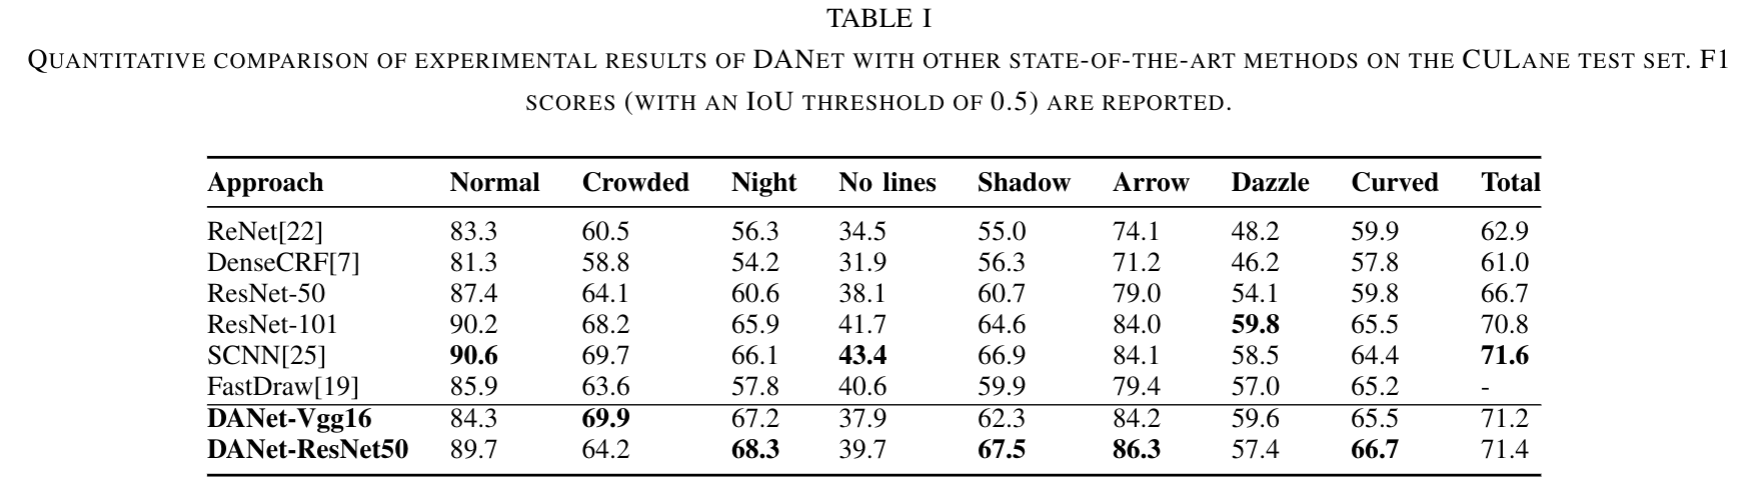 TABLE I
QUANTITATIVE COMPARISON OF EXPERIMENTAL RESULTS OF DANET WITH OTHER STATE-OF-THE-ART METHODS ON THE CULANE TEST SET. F1
SCORES (WITH AN IOU THRESHOLD OF 0.5) ARE REPORTED.
Approach Normal Crowded Night No lines Shadow Arrow Dazzle Curved Total
ReNet[22] 83.3 60.5 56.3 34.5 55.0 74.1 48.2 59.9 62.9
DenseCRF[7] 81.3 58.8 54.2 31.9 56.3 71.2 46.2 57.8 61.0
ResNet-50 87.4 64.1 60.6 38.1 60.7 79.0 54.1 59.8 66.7
ResNet-101 90.2 68.2 65.9 41.7 64.6 84.0 59.8 65.5 70.8
SCNN[25] 90.6 69.7 66.1 43.4 66.9 84.1 58.5 64.4 71.6
FastDraw[19] 85.9 63.6 57.8 40.6 59.9 79.4 57.0 65.2 -
DANet-Vgg16 84.3 69.9 67.2 37.9 62.3 84.2 59.6 65.5 71.2
DANet-ResNet50 89.7 64.2 68.3 39.7 67.5 86.3 57.4 66.7 71.4